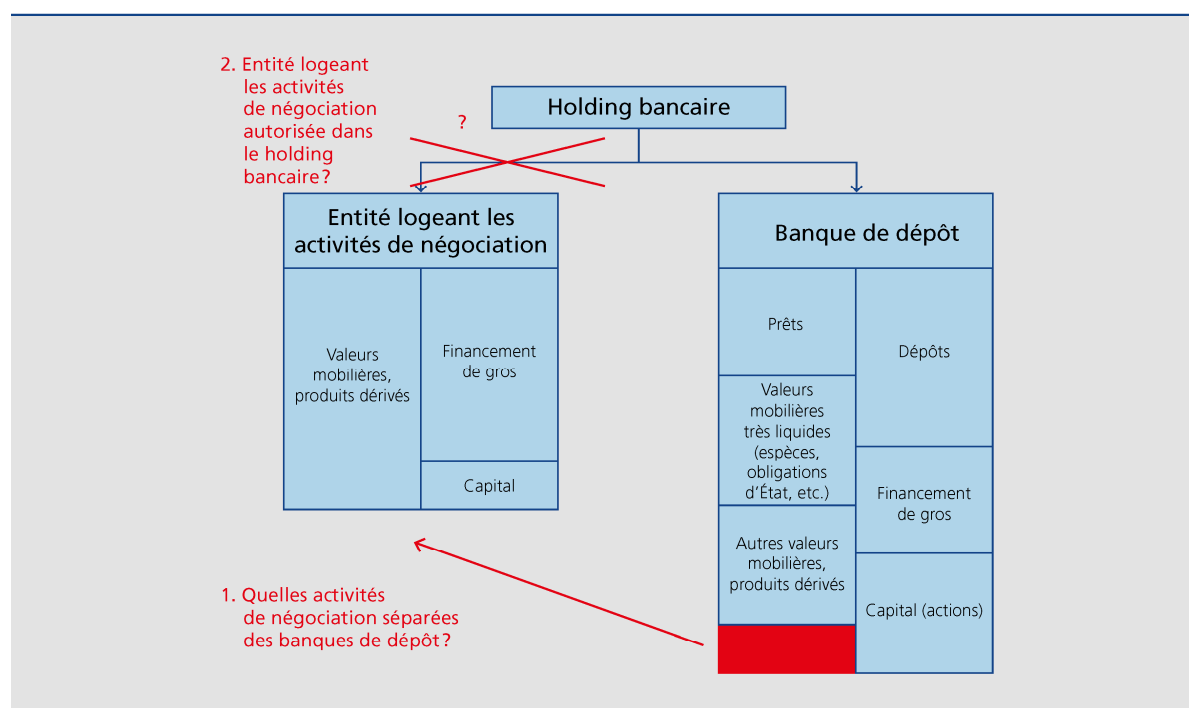 2. Entité logeant
les activités
de négociation
autorisée dans
le holding
bancaire ?
?
Holding bancaire
Entité logeant les
activités de négociation
Valeurs
mobilières,
produits dérivés
Financement
de gros
Capital
Banque de dépôt
Prêts
Valeurs
mobilières
très liquides
(espèces,
obligations
d’État, etc.)
Autres valeurs
mobilières,
produits dérivés
Dépôts
Financement
de gros
Capital (actions)
1. Quelles activités
de négociation séparées
des banques de dépôt ?